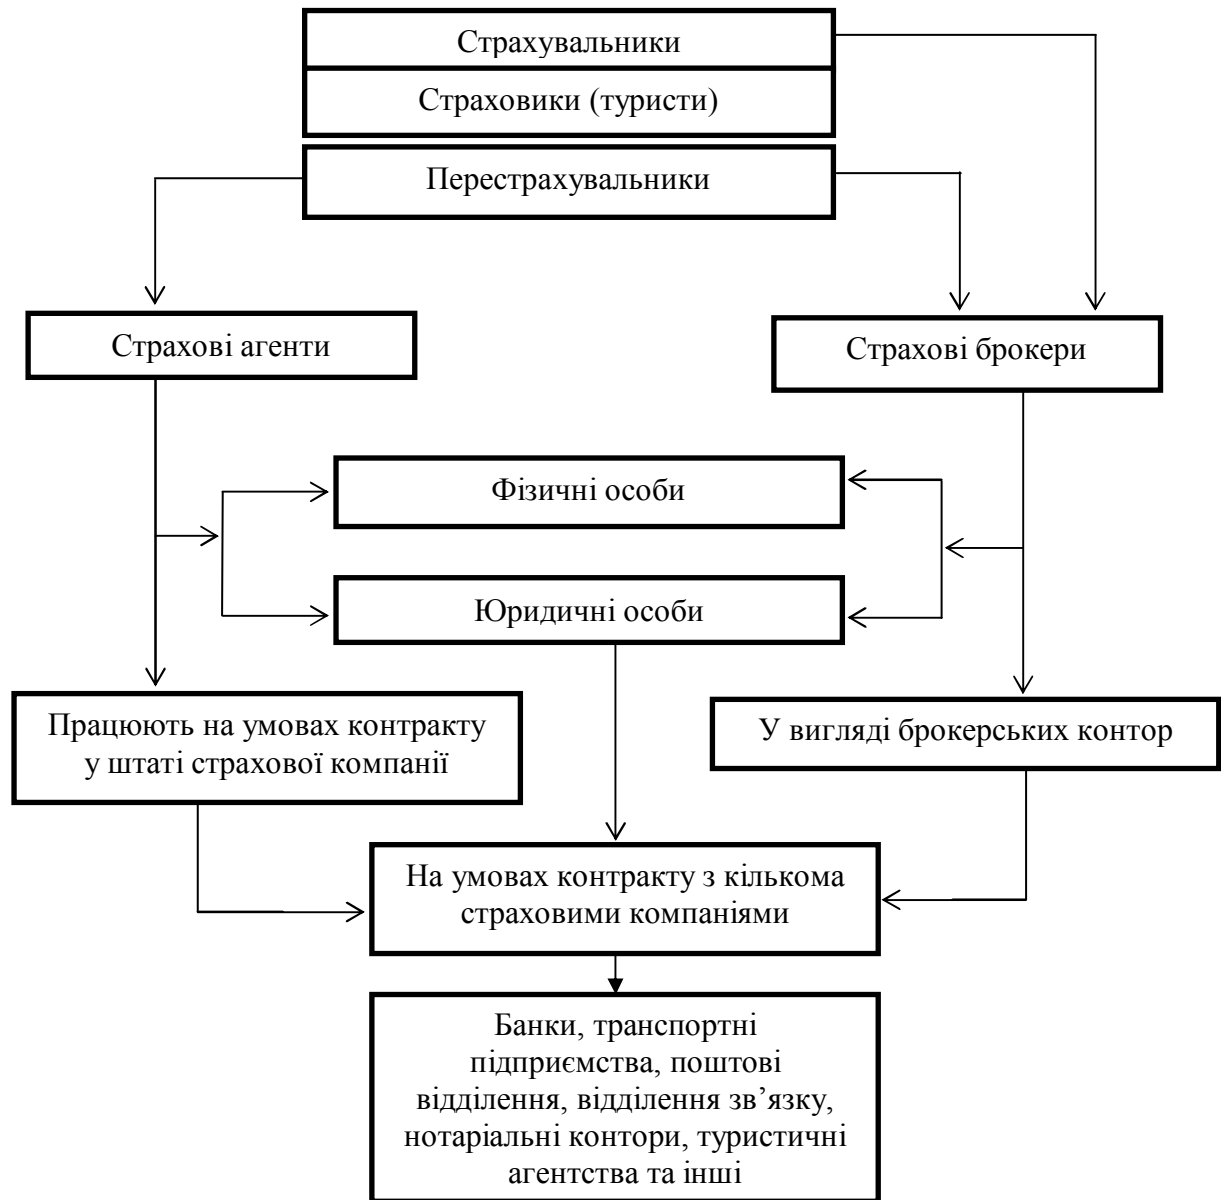 Страхувальники
Страховики (туристи)
Перестрахувальники
Страхові агенти
Страхові брокери
Фізичні особи
Юридичні особи
Працюють на умовах контракту
у штаті страхової компанії
У вигляді брокерських контор
На умовах контракту з кількома
страховими компаніями
Банки, транспортні
підприємства, поштові
відділення, відділення зв’язку,
нотаріальні контори, туристичні
агентства та інші